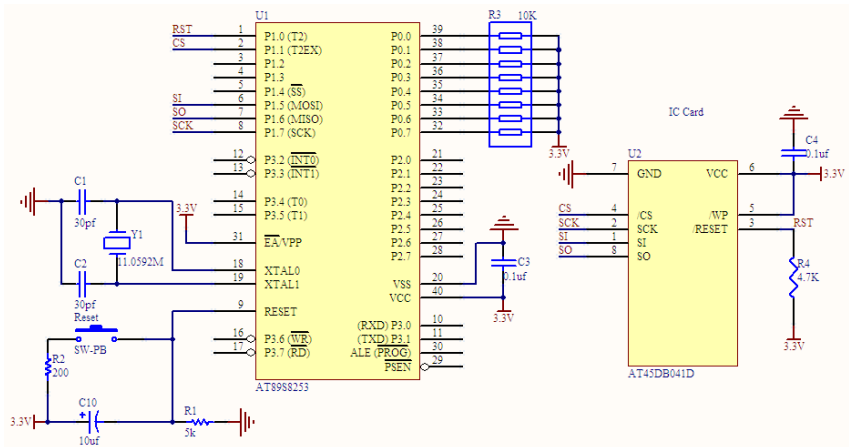 U1
RST 1 P1.0 (T2) P0.0 39
CS 2 P1.1 (T2EX) P0.1 38
3 P1.2 P0.2 37
4 P1.3 P0.3 36
5 P1.4 (SS) P0.4 35
SI 6 P1.5 (MOSI) P0.5 34
SO 7 P1.6 (MISO) P0.6 33
SCK 8 P1.7 (SCK) P0.7 32
12 P3.2 (INT0) P2.0 21
13 P3.3 (INT1) P2.1 22
P2.2 23
14 P3.4 (T0) P2.3 24
15 P3.5 (T1) P2.4 25
P2.5 26
31 EA/VPP P2.6 27
P2.7 28
18 XTAL0
19 XTAL1 VSS 20
VCC 40
9 RESET
(RXD) P3.0 10
16 P3.6 (WR) (TXD) P3.1 11
17 P3.7 (RD) ALE (PROG) 30
PSEN 29
AT89S8253
R3 10K
3.3V
C1
30pf
Y1
11.0592M
C2
30pf
3.3V
Reset
SW-PB
R2
200
C10
+
10uf
3.3V
R1
5k
C3
0.1uf
3.3V
IC Card
U2
7 GND VCC 6
CS 4 /CS /WP 5
SCK 2 SCK /RESET 3 RST
SI 1 SI
SO 8 SO
AT45DB041D
C4
0.1uf
3.3V
R4
4.7K
3.3V